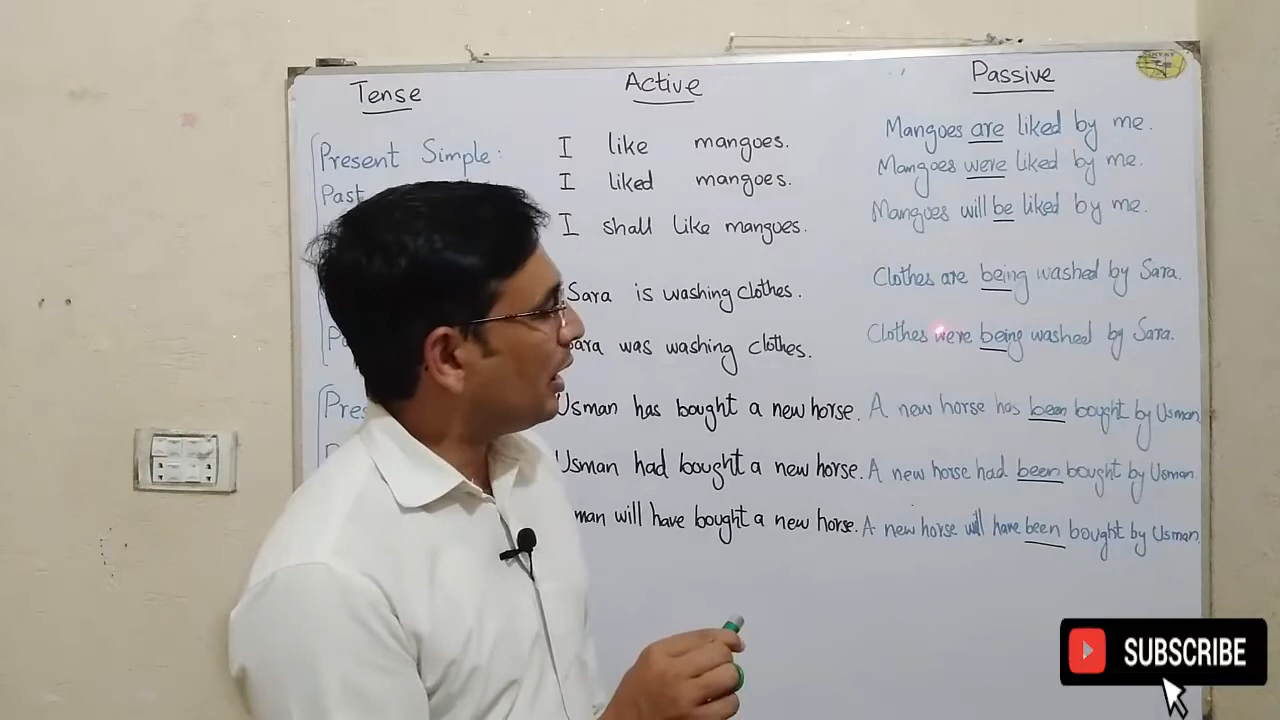 Tense Active Passive
Present Simple: I like mangoes. Mangoes are liked by me.
Past I liked mangoes. Mangoes were liked by me.
I shall like mangoes. Mangoes will be liked by me.
Sara is washing clothes. Clothes are being washed by Sara.
ara was washing clothes. Clothes were being washed by Sara.
Pres Usman has bought a new horse. A new horse has been bought by Usman
Usman had bought a new horse. A new horse had been bought by Usman.
man will have bought a new horse. A new horse will have been bought by Usman.
SUBSCRIBE